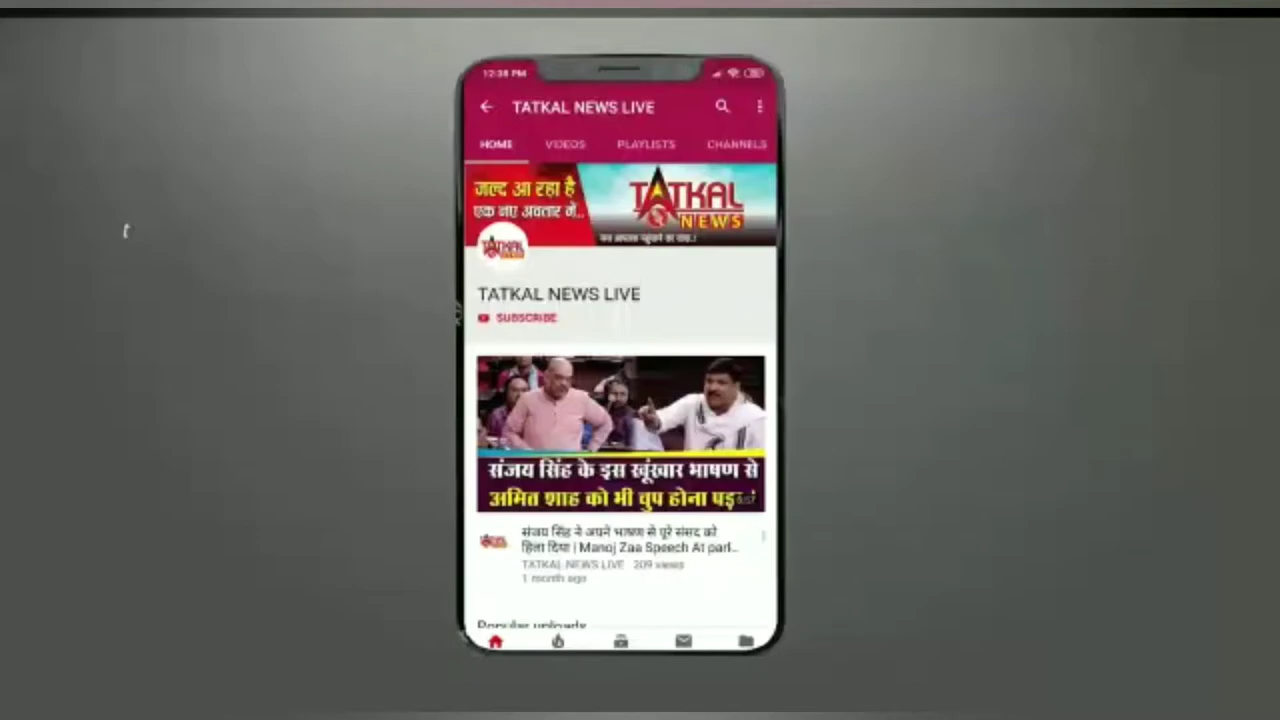 12:38 PM
TATKAL NEWS LIVE
HOME VIDEOS PLAYLISTS CHANNELS
जल्द आ रहा है
एक नए अवतार में..
TATKAL
NEWS
TATKAL
t
TATKAL NEWS LIVE
SUBSCRIBE
संजय सिंह के इस खूंखार भाषण से
अमित शाह को भी चुप होना पड़
संजय सिंह ने अपने भाषण से पूरे संसद को
हिला दिया | Manoj Zaa Speech At parl...
TATKAL NEWS LIVE 209 views
1 month ago
Popular uploads